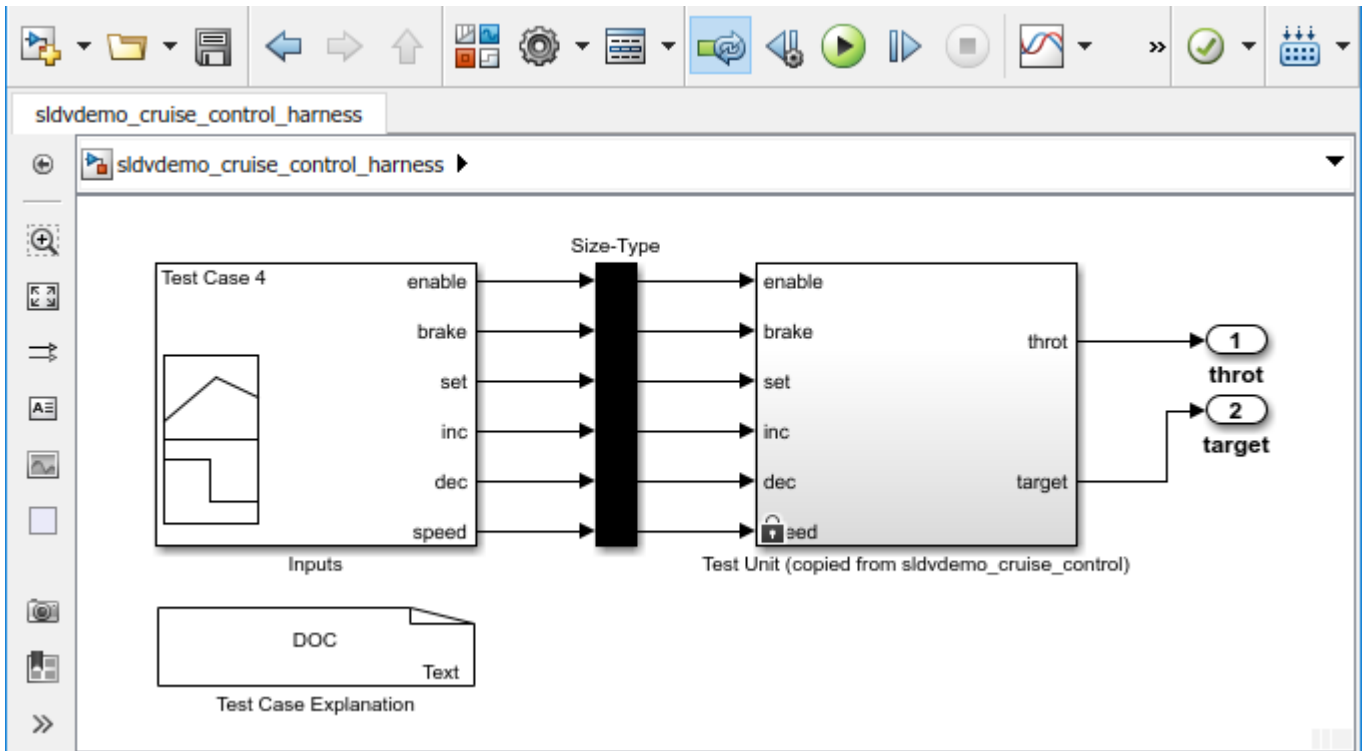 sldvdemo_cruise_control_harness
sldvdemo_cruise_control_harness
Size-Type
Test Case 4
enable
enable
brake
brake
throt
1
throt
set
set
2
target
inc
inc
dec
dec
target
speed
eed
Inputs
Test Unit (copied from sldvdemo_cruise_control)
DOC
Text
Test Case Explanation